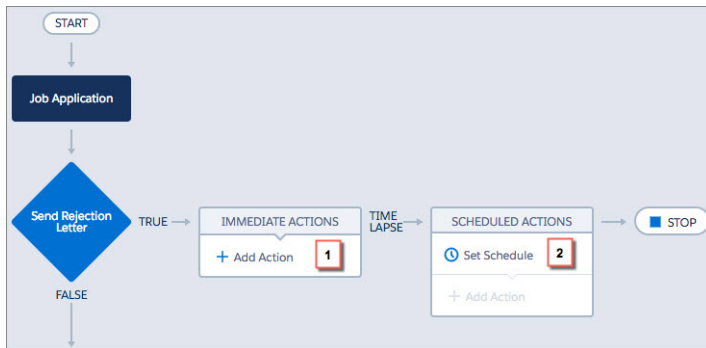 START
Job Application
Send Rejection
Letter
TRUE
IMMEDIATE ACTIONS
+ Add Action
1
TIME
LAPSE
SCHEDULED ACTIONS
Set Schedule
2
+ Add Action
STOP
FALSE